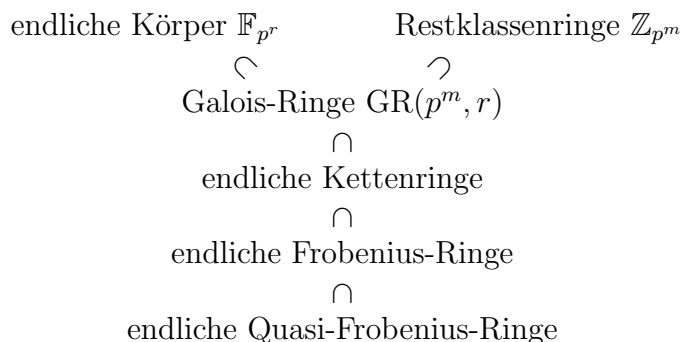 endliche Körper 𝔽_{p^r} Restklassenringe ℤ_{p^m}
⊂ ⊃
Galois-Ringe GR(p^m, r)
∩
endliche Kettenringe
∩
endliche Frobenius-Ringe
∩
endliche Quasi-Frobenius-Ringe